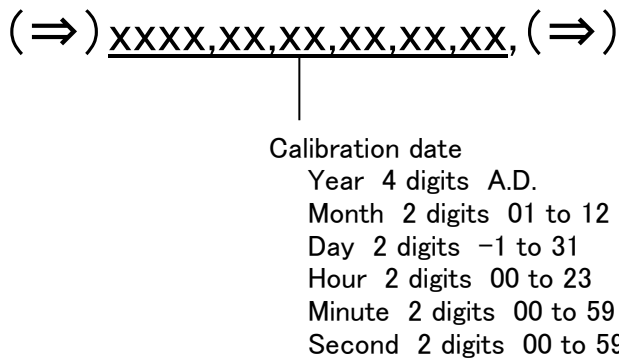 (⇒) xxxx,xx,xx,xx,xx,xx, (⇒)
Calibration date
Year 4 digits A.D.
Month 2 digits 01 to 12
Day 2 digits −1 to 31
Hour 2 digits 00 to 23
Minute 2 digits 00 to 59
Second 2 digits 00 to 59